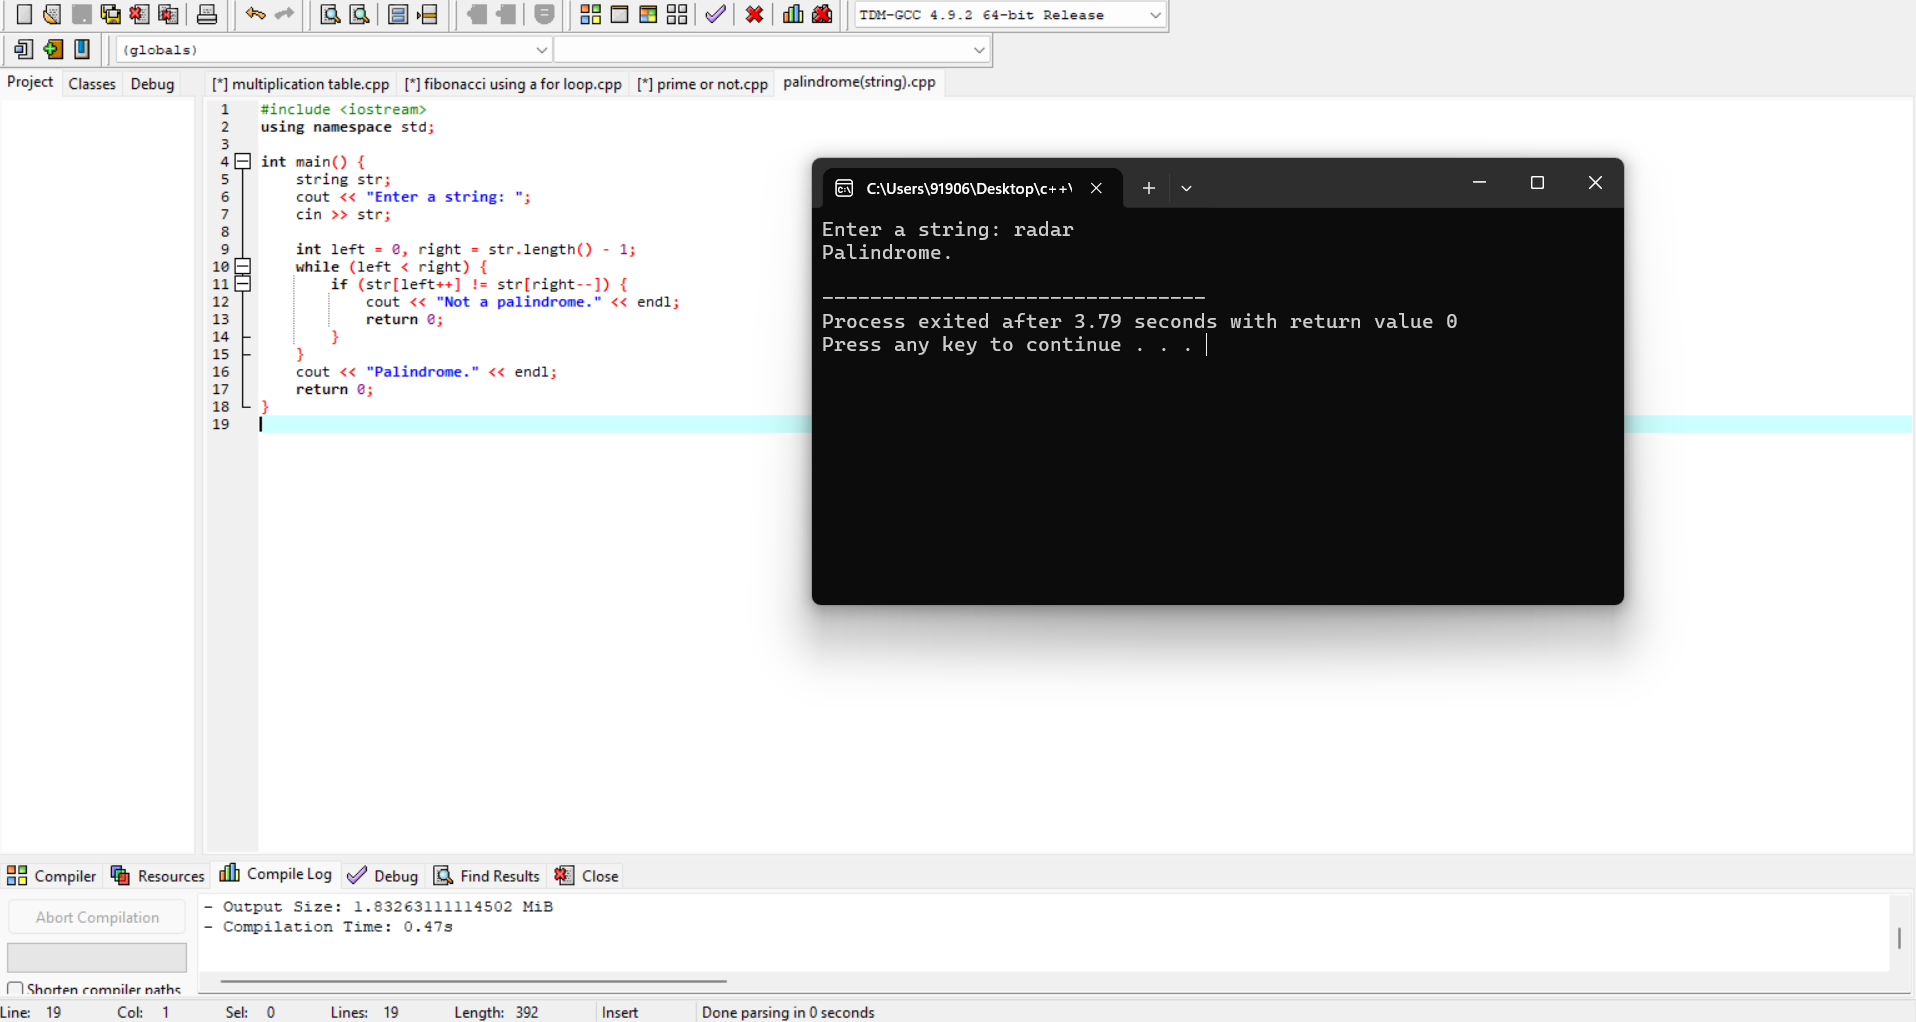 TDM-GCC 4.9.2 64-bit Release
(globals)
Project Classes Debug
[*] multiplication table.cpp [*] fibonacci using a for loop.cpp [*] prime or not.cpp palindrome(string).cpp
1 #include <iostream>
2 using namespace std;
3
4 int main() {
5 string str;
6 cout << "Enter a string: ";
7 cin >> str;
8
9 int left = 0, right = str.length() - 1;
10 while (left < right) {
11 if (str[left++] != str[right--]) {
12 cout << "Not a palindrome." << endl;
13 return 0;
14 }
15 }
16 cout << "Palindrome." << endl;
17 return 0;
18 }
19
C:\Users\91906\Desktop\c++\
Enter a string: radar
Palindrome.
--------------------------------
Process exited after 3.79 seconds with return value 0
Press any key to continue . . .
Compiler Resources Compile Log Debug Find Results Close
Abort Compilation
Shorten compiler paths
- Output Size: 1.83263111114502 MiB
- Compilation Time: 0.47s
Line: 19 Col: 1 Sel: 0 Lines: 19 Length: 392 Insert Done parsing in 0 seconds